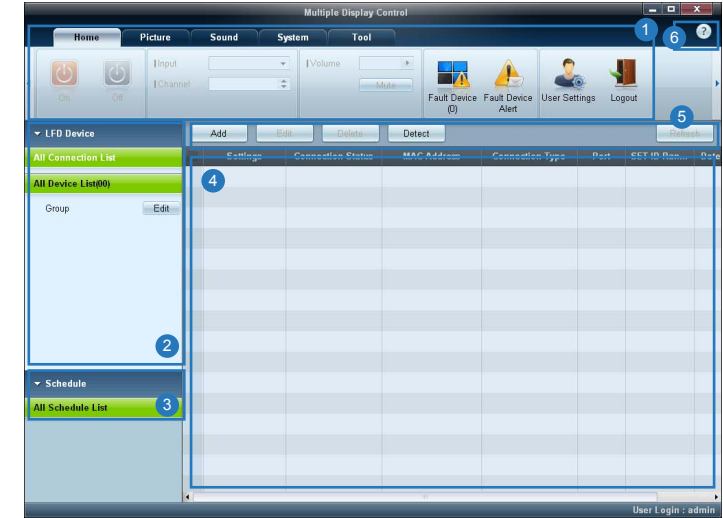 Multiple Display Control
1
6
?
Home Picture Sound System Tool
Input
Channel
Volume
Mute
On Off
Fault Device (0)
Fault Device Alert
User Settings
Logout
5
LFD Device
Add Edit Delete Detect Refresh
All Connection List
Settings Connection Status MAC Address Connection Type Port SET ID Ran... Dete
4
All Device List(00)
Group Edit
2
Schedule
All Schedule List
3
User Login : admin